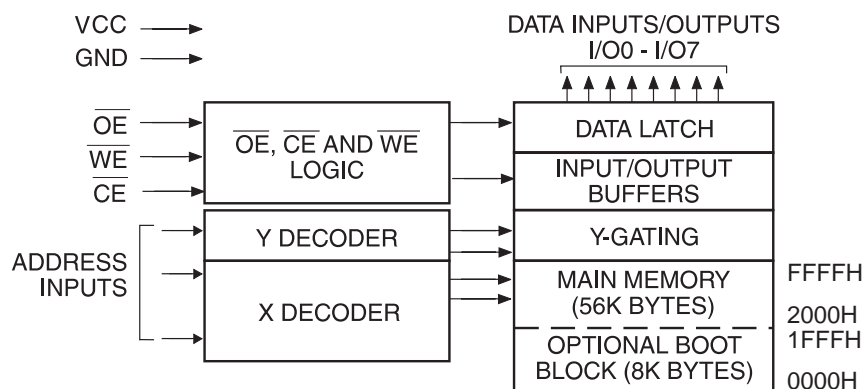 VCC
GND
OE
WE
CE
ADDRESS
INPUTS
OE, CE AND WE
LOGIC
Y DECODER
X DECODER
DATA INPUTS/OUTPUTS
I/O0 - I/O7
DATA LATCH
INPUT/OUTPUT
BUFFERS
Y-GATING
MAIN MEMORY
(56K BYTES)
OPTIONAL BOOT
BLOCK (8K BYTES)
FFFFH
2000H
1FFFH
0000H